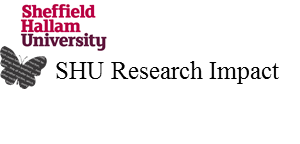 Sheffield
Hallam
University
SHU Research Impact